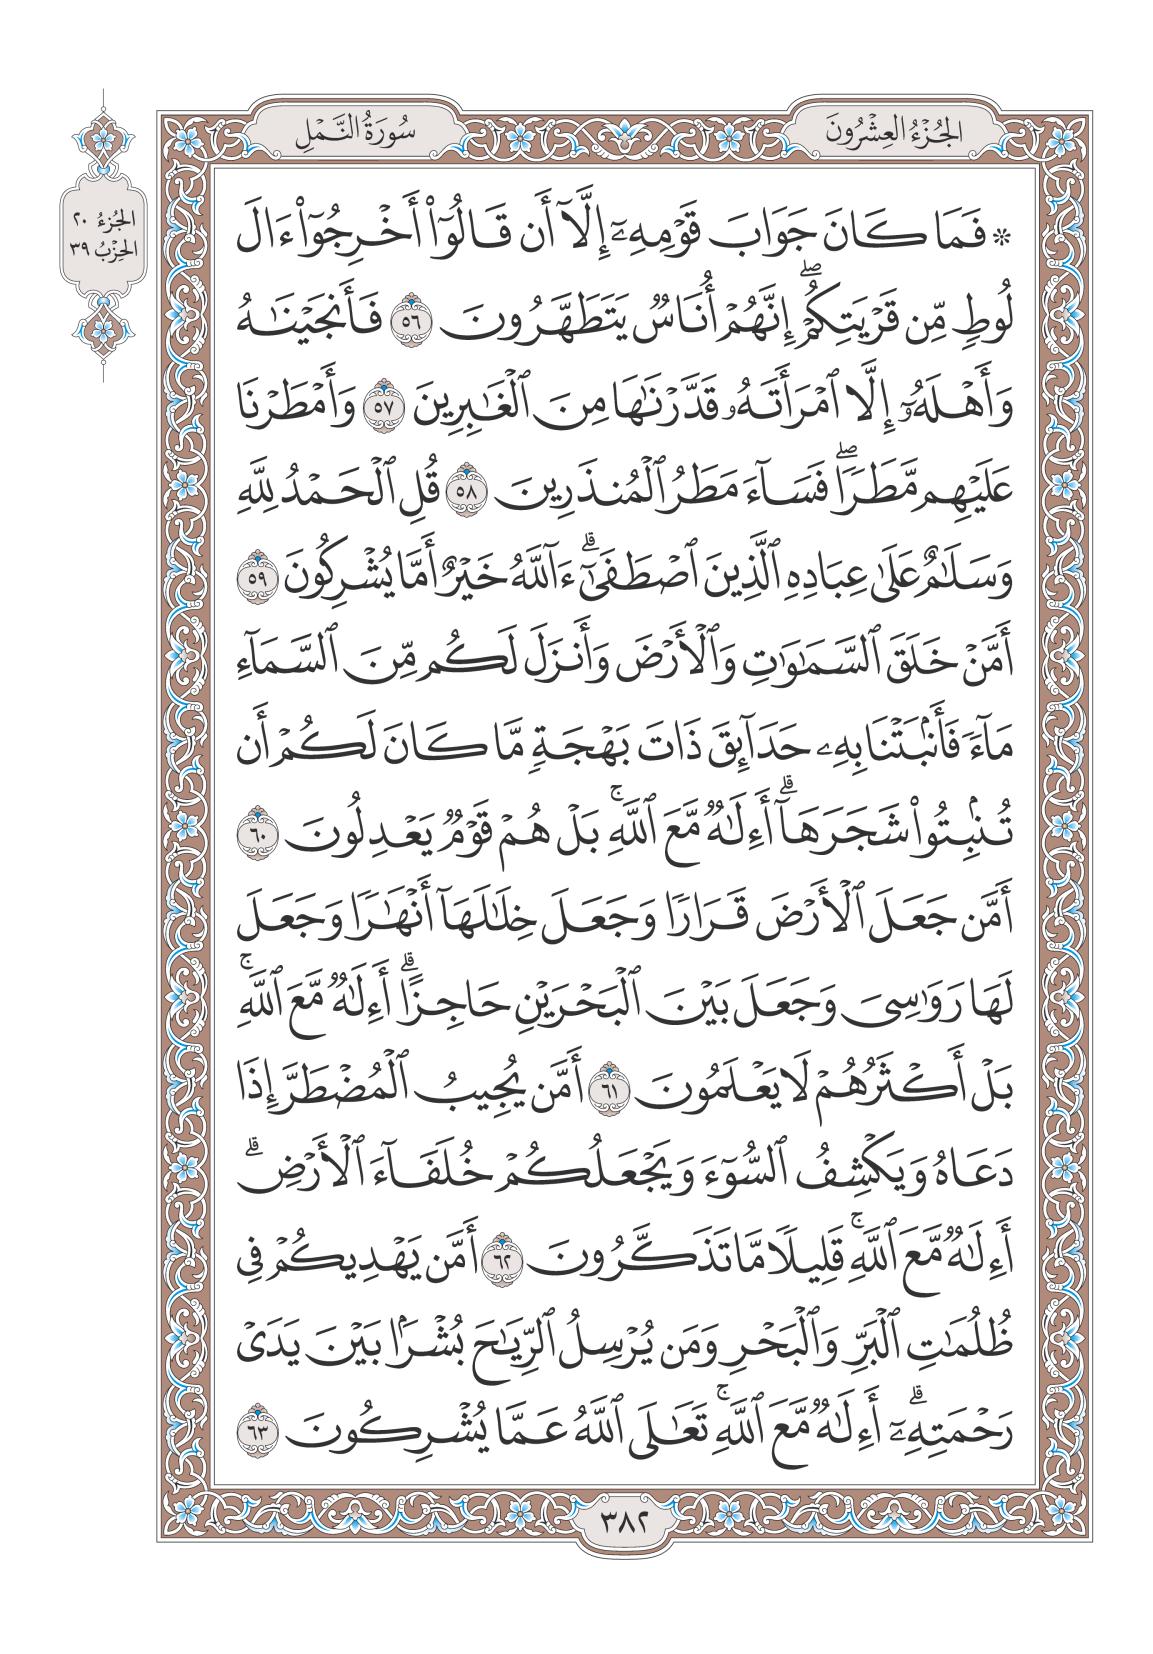 الجُزْءُ العِشْرُونَ
سُورَةُ النَّمْلِ
الجُزءُ ٢٠
الحِزْبُ ٣٩
۞ فَمَا كَانَ جَوَابَ قَوْمِهِۦٓ إِلَّآ أَن قَالُوٓا۟ أَخْرِجُوٓا۟ ءَالَ
لُوطٍ مِّن قَرْيَتِكُمْ ۖ إِنَّهُمْ أُنَاسٌ يَتَطَهَّرُونَ ٥٦ فَأَنجَيْنَـٰهُ
وَأَهْلَهُۥٓ إِلَّا ٱمْرَأَتَهُۥ قَدَّرْنَـٰهَا مِنَ ٱلْغَـٰبِرِينَ ٥٧ وَأَمْطَرْنَا
عَلَيْهِم مَّطَرًا ۖ فَسَآءَ مَطَرُ ٱلْمُنذَرِينَ ٥٨ قُلِ ٱلْحَمْدُ لِلَّهِ
وَسَلَـٰمٌ عَلَىٰ عِبَادِهِ ٱلَّذِينَ ٱصْطَفَىٰٓ ۗ ءَآللَّهُ خَيْرٌ أَمَّا يُشْرِكُونَ ٥٩
أَمَّنْ خَلَقَ ٱلسَّمَـٰوَٰتِ وَٱلْأَرْضَ وَأَنزَلَ لَكُم مِّنَ ٱلسَّمَآءِ
مَآءً فَأَنۢبَتْنَا بِهِۦ حَدَآئِقَ ذَاتَ بَهْجَةٍ مَّا كَانَ لَكُمْ أَن
تُنۢبِتُوا۟ شَجَرَهَآ ۗ أَءِلَـٰهٌ مَّعَ ٱللَّهِ ۚ بَلْ هُمْ قَوْمٌ يَعْدِلُونَ ٦٠
أَمَّن جَعَلَ ٱلْأَرْضَ قَرَارًا وَجَعَلَ خِلَـٰلَهَآ أَنْهَـٰرًا وَجَعَلَ
لَهَا رَوَٰسِىَ وَجَعَلَ بَيْنَ ٱلْبَحْرَيْنِ حَاجِزًا ۗ أَءِلَـٰهٌ مَّعَ ٱللَّهِ ۚ
بَلْ أَكْثَرُهُمْ لَا يَعْلَمُونَ ٦١ أَمَّن يُجِيبُ ٱلْمُضْطَرَّ إِذَا
دَعَاهُ وَيَكْشِفُ ٱلسُّوٓءَ وَيَجْعَلُكُمْ خُلَفَآءَ ٱلْأَرْضِ ۗ
أَءِلَـٰهٌ مَّعَ ٱللَّهِ ۚ قَلِيلًا مَّا تَذَكَّرُونَ ٦٢ أَمَّن يَهْدِيكُمْ فِى
ظُلُمَـٰتِ ٱلْبَرِّ وَٱلْبَحْرِ وَمَن يُرْسِلُ ٱلرِّيَـٰحَ بُشْرًۢا بَيْنَ يَدَىْ
رَحْمَتِهِۦٓ ۗ أَءِلَـٰهٌ مَّعَ ٱللَّهِ ۚ تَعَـٰلَى ٱللَّهُ عَمَّا يُشْرِكُونَ ٦٣
٣٨٢